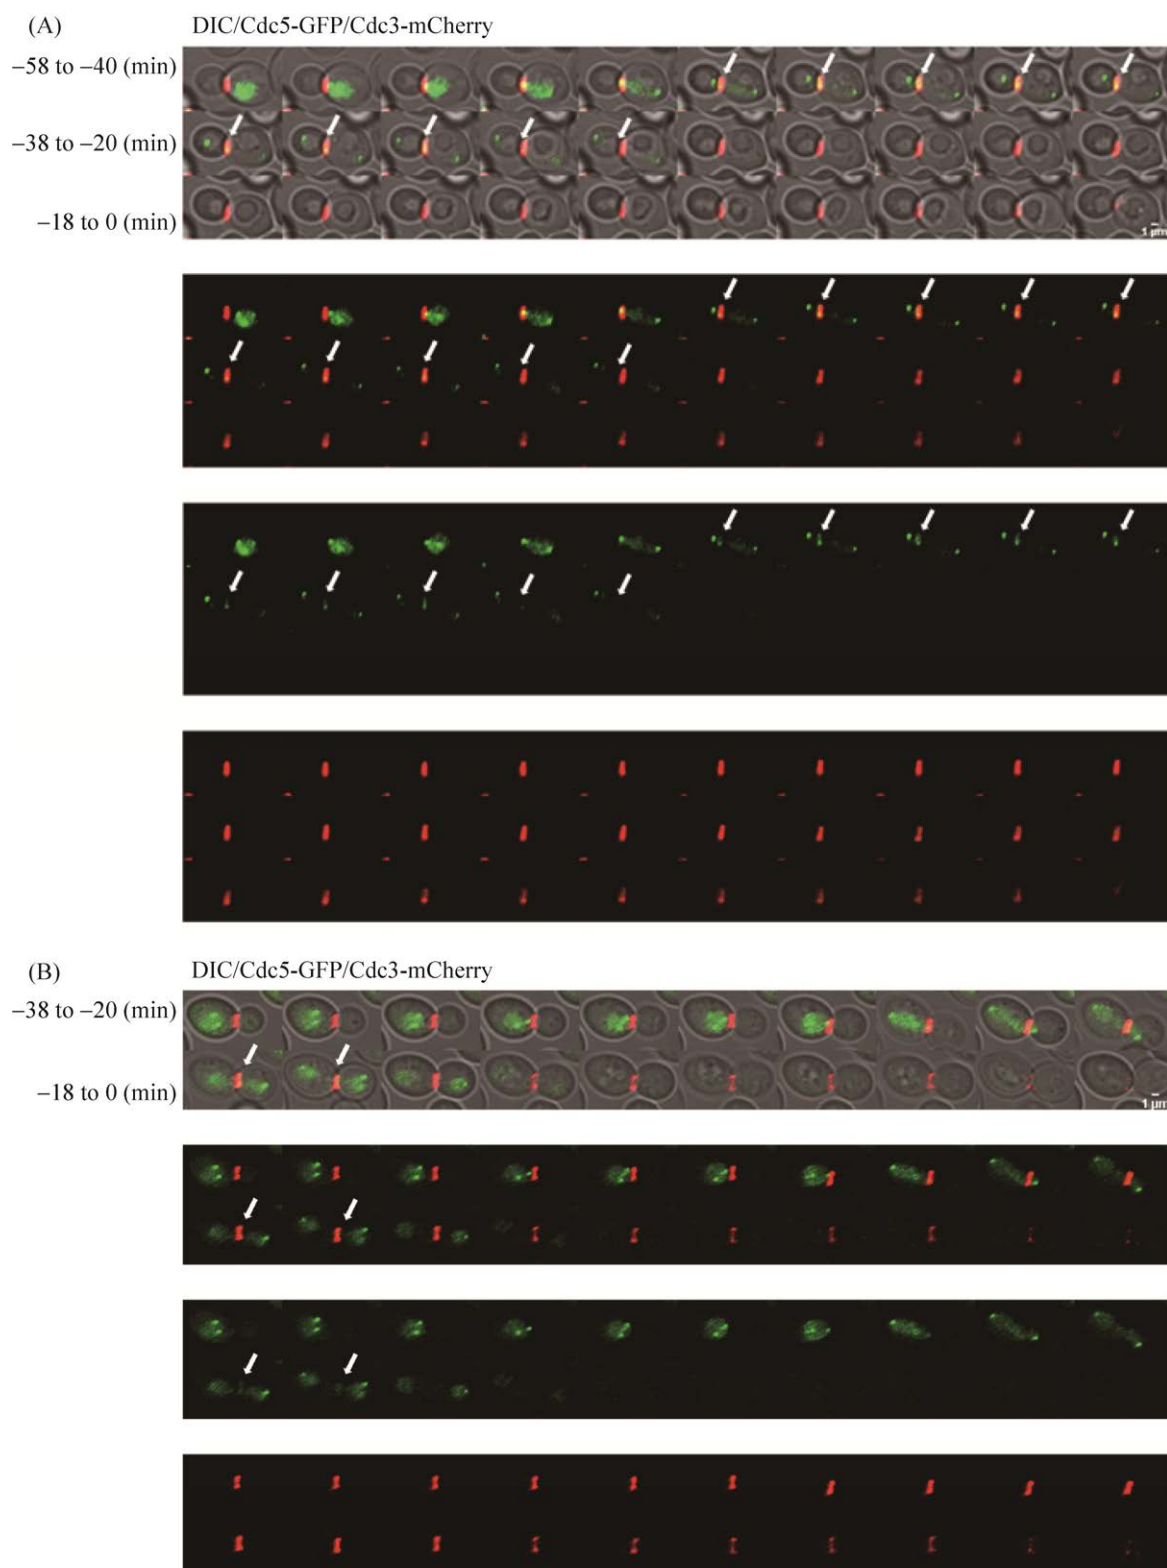 (A)
DIC/Cdc5-GFP/Cdc3-mCherry
−58 to −40 (min)
−38 to −20 (min)
−18 to 0 (min)
1 μm
(B)
DIC/Cdc5-GFP/Cdc3-mCherry
−38 to −20 (min)
−18 to 0 (min)
1 μm